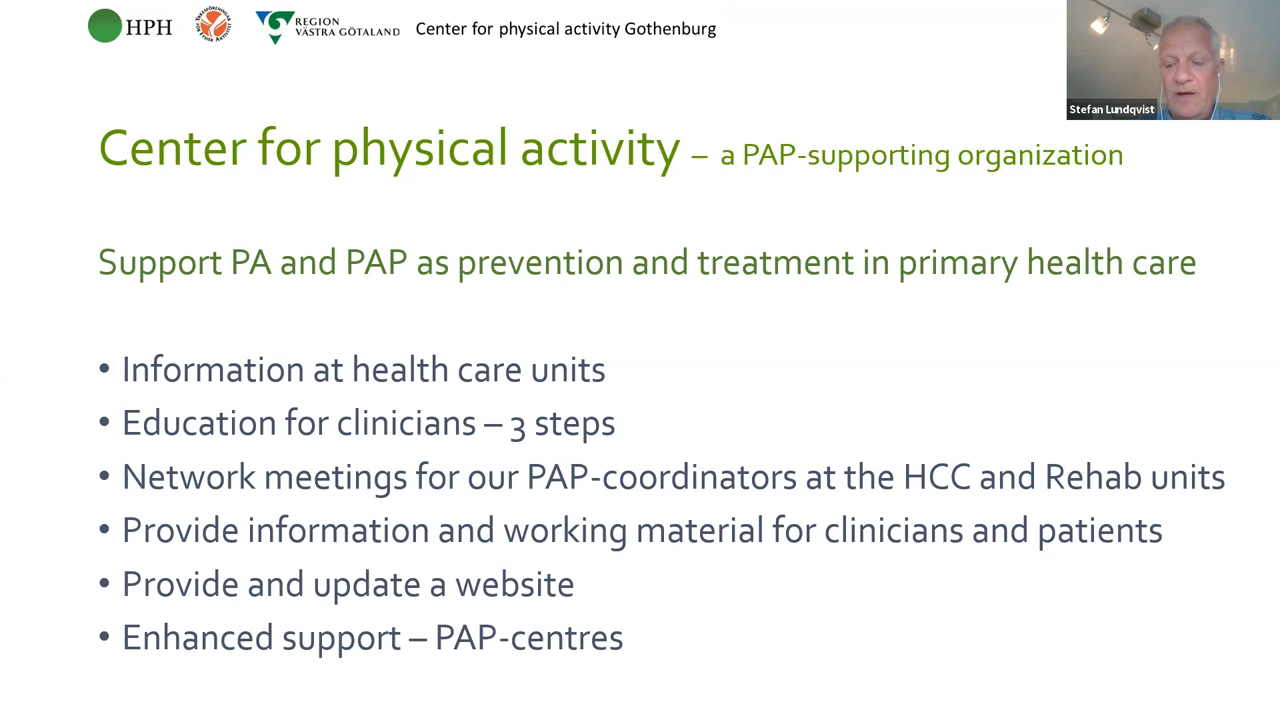 HPH
REGION
VÄSTRA GÖTALAND
Center for physical activity Gothenburg
Stefan Lundqvist
Center for physical activity – a PAP-supporting organization
Support PA and PAP as prevention and treatment in primary health care
• Information at health care units
• Education for clinicians – 3 steps
• Network meetings for our PAP-coordinators at the HCC and Rehab units
• Provide information and working material for clinicians and patients
• Provide and update a website
• Enhanced support – PAP-centres